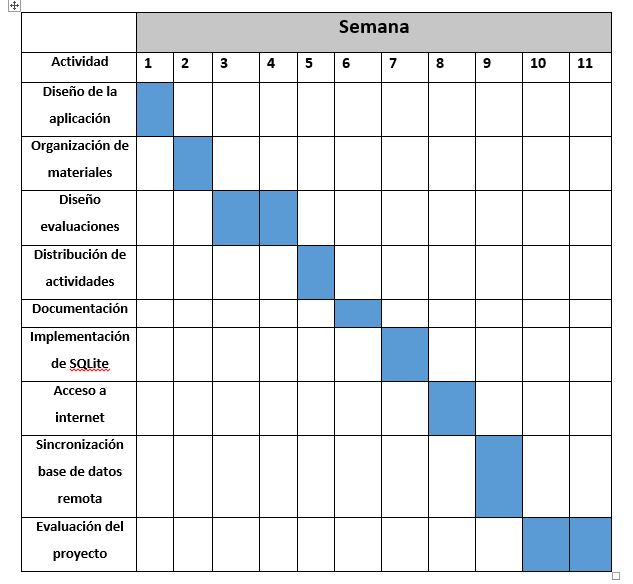 Semana
Actividad 1 2 3 4 5 6 7 8 9 10 11
Diseño de la
aplicación
Organización de
materiales
Diseño
evaluaciones
Distribución de
actividades
Documentación
Implementación
de SQLite
Acceso a
internet
Sincronización
base de datos
remota
Evaluación del
proyecto